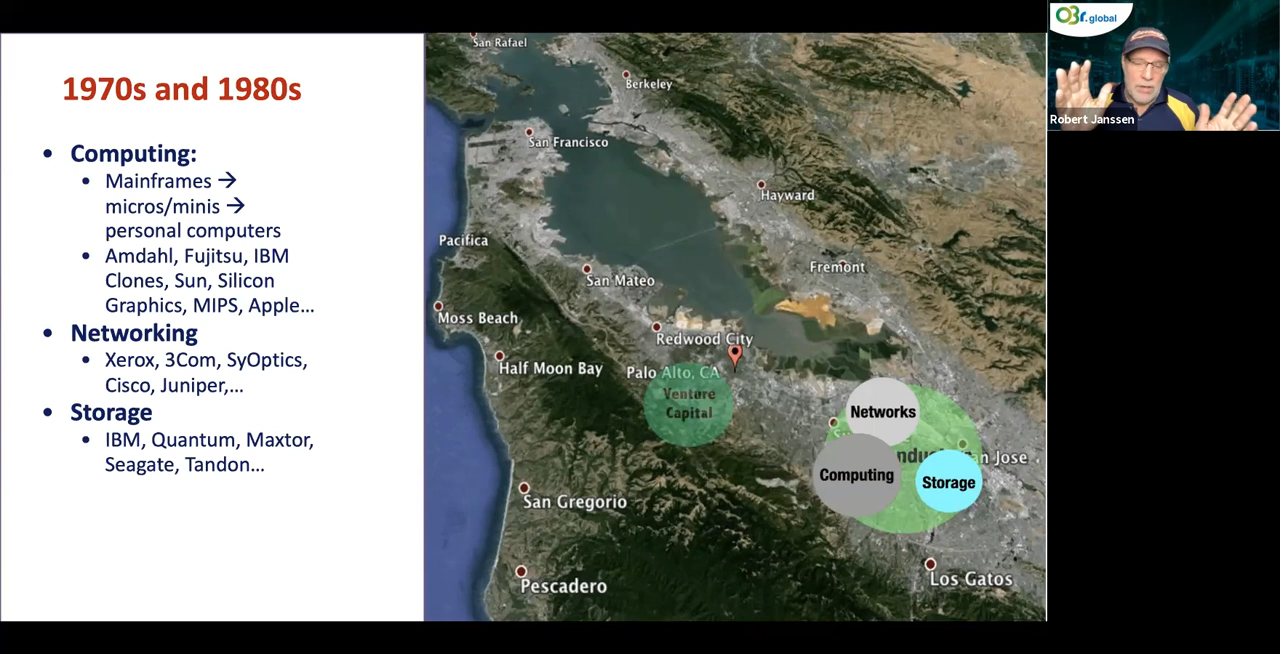 1970s and 1980s
• Computing:
• Mainframes →
micros/minis →
personal computers
• Amdahl, Fujitsu, IBM
Clones, Sun, Silicon
Graphics, MIPS, Apple…
• Networking
• Xerox, 3Com, SyOptics,
Cisco, Juniper,…
• Storage
• IBM, Quantum, Maxtor,
Seagate, Tandon…
San Rafael
Berkeley
San Francisco
Hayward
Pacifica
Fremont
San Mateo
Moss Beach
Redwood City
Half Moon Bay
Palo Alto, CA
Venture
Capital
Networks
Computing
Storage
San Gregorio
Los Gatos
Pescadero
O3r.global
Robert Janssen